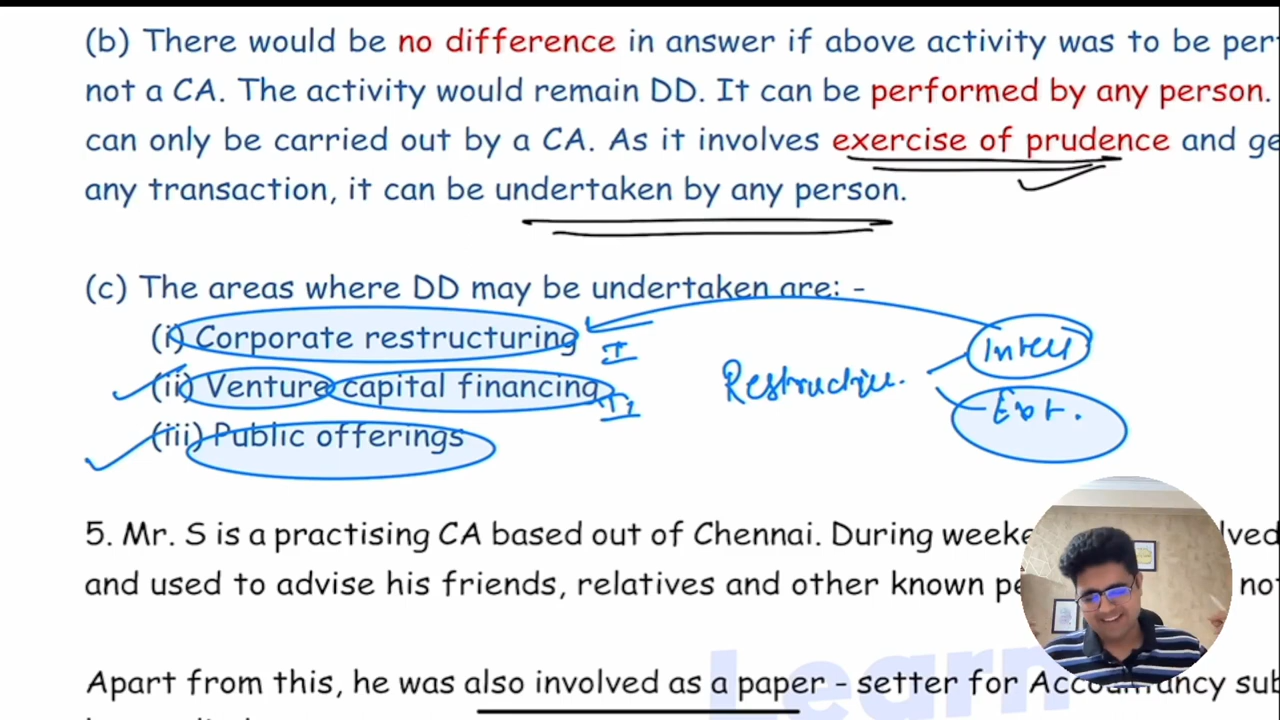 (b) There would be no difference in answer if above activity was to be per
not a CA. The activity would remain DD. It can be performed by any person.
can only be carried out by a CA. As it involves exercise of prudence and ge
any transaction, it can be undertaken by any person.
(c) The areas where DD may be undertaken are: -
(i) Corporate restructuring
(ii) Venture capital financing
(iii) Public offerings
Ext.
5. Mr. S is a practising CA based out of Chennai. During weeke lved
and used to advise his friends, relatives and other known pe no
Learn
Apart from this, he was also involved as a paper - setter for Accountancy sub